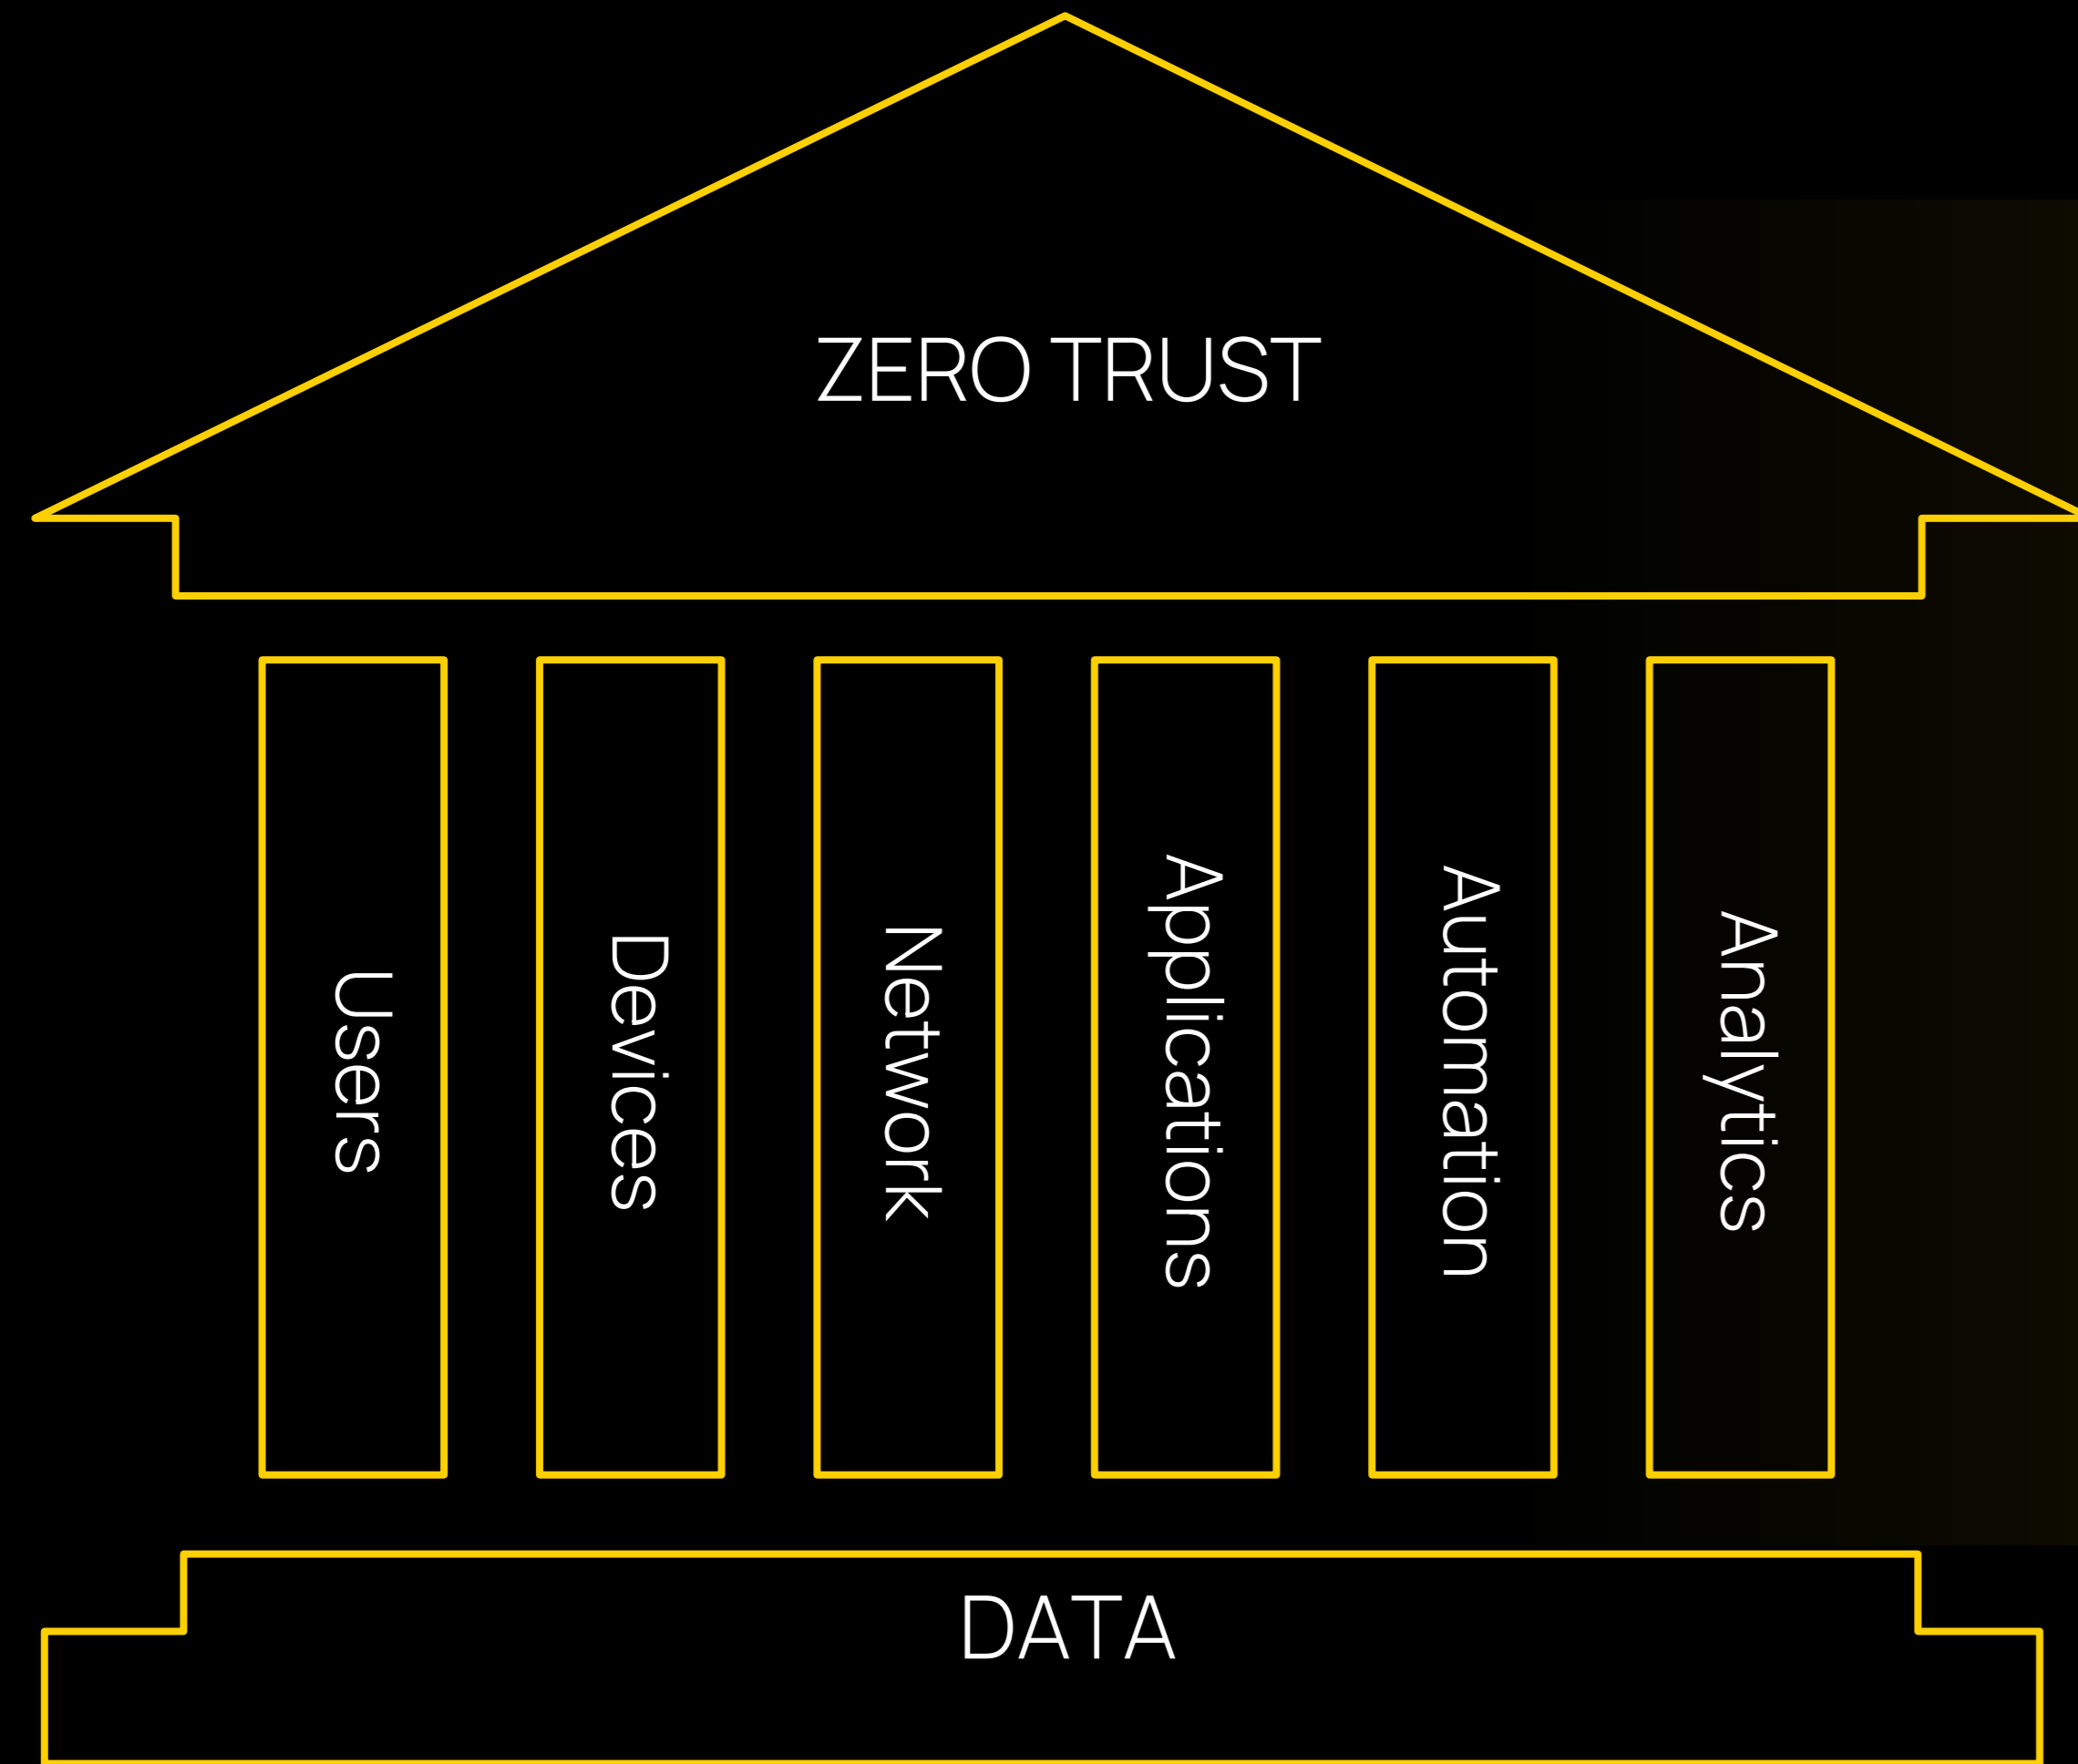 ZERO TRUST
Users
Devices
Network
Applications
Automation
Analytics
DATA